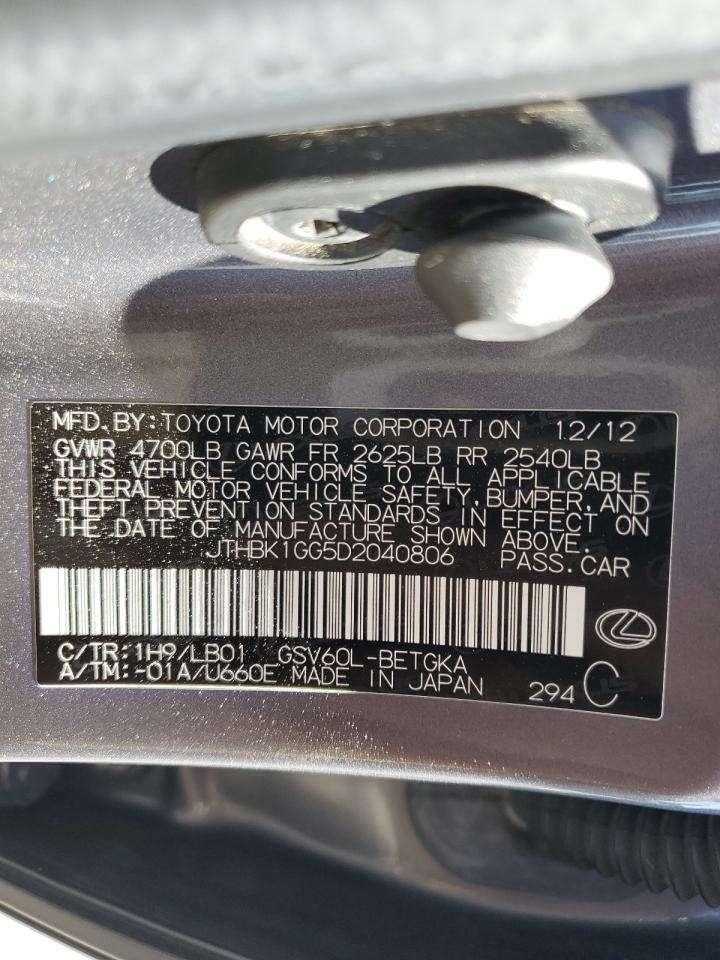 MFD.BY:TOYOTA MOTOR CORPORATION 12/12
GVWR 4700LB GAWR FR 2625LB RR 2540LB
THIS VEHICLE CONFORMS TO ALL APPLICABLE
FEDERAL MOTOR VEHICLE SAFETY,BUMPER,AND
THEFT PREVENTION STANDARDS IN EFFECT ON
THE DATE OF MANUFACTURE SHOWN ABOVE.
JTHBK1GG5D2040806 PASS.CAR
C/TR:1H9/LB01 GSV60L-BETGKA
A/TM:-01A/U660E MADE IN JAPAN 294 C